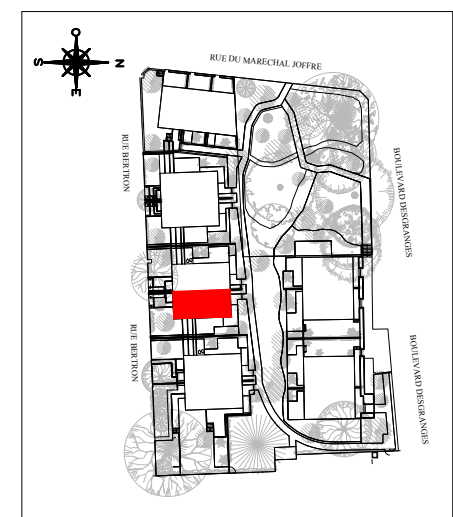 O
S
N
E
RUE DU MARECHAL JOFFRE
RUE BERTRON
BOULEVARD DESGRANGES
RUE BERTRON
BOULEVARD DESGRANGES